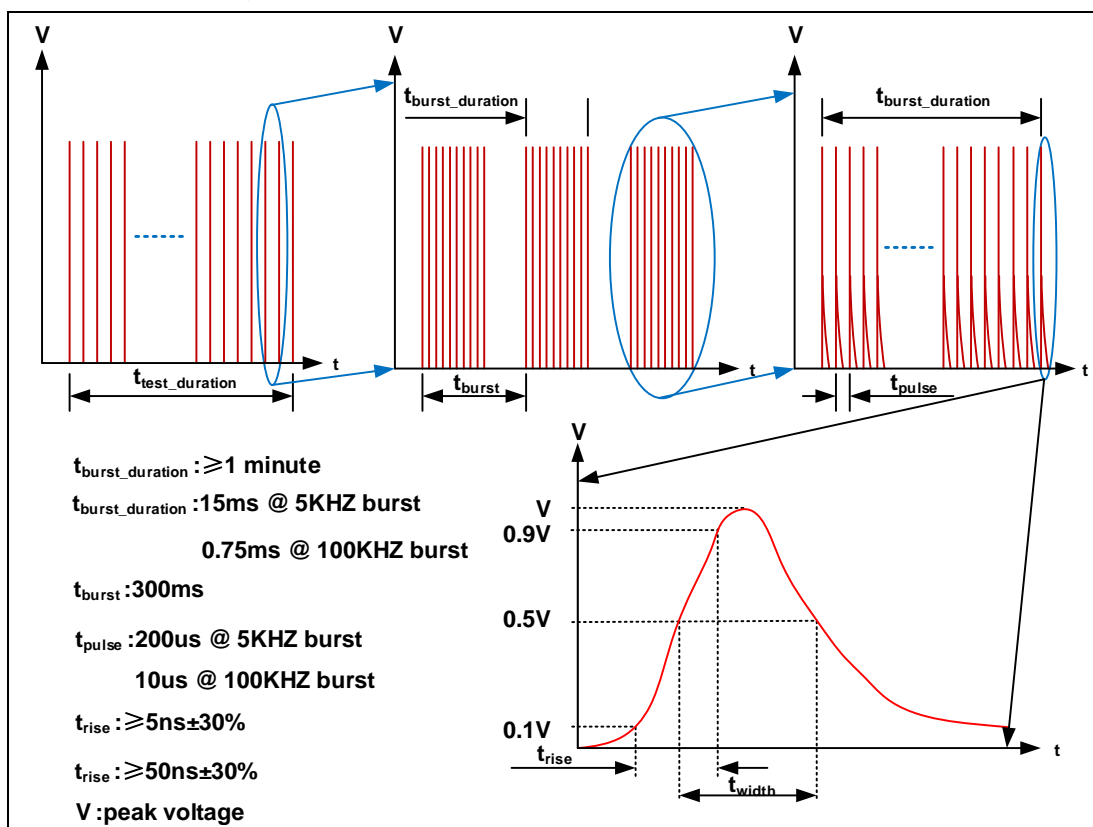 V
V
V
t_burst_duration
t_burst_duration
t
t
t
t_test_duration
t_burst
t_pulse
t_burst_duration :≥1 minute
t_burst_duration :15ms @ 5KHZ burst
0.75ms @ 100KHZ burst
t_burst :300ms
t_pulse :200us @ 5KHZ burst
10us @ 100KHZ burst
t_rise :≥5ns±30%
t_rise :≥50ns±30%
V :peak voltage
V
V
0.9V
0.5V
0.1V
t
t_rise
t_width